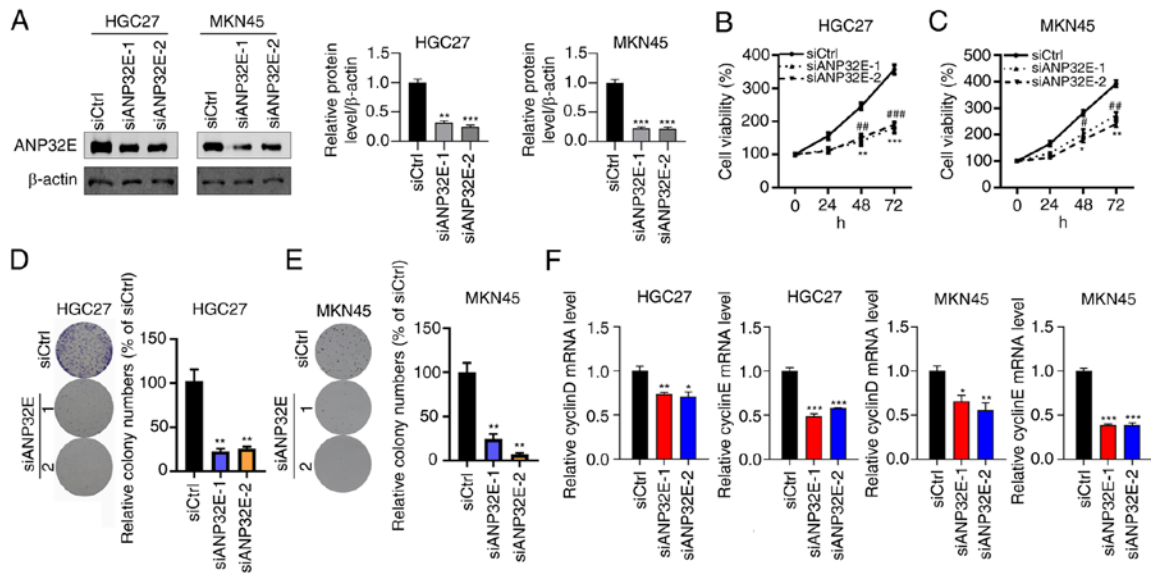 A
HGC27
MKN45
siCtrl
siANP32E-1
siANP32E-2
siCtrl
siANP32E-1
siANP32E-2
ANP32E
β-actin
HGC27
Relative protein
level/β-actin
1.5
1.0
0.5
0.0
**
***
siCtrl
siANP32E-1
siANP32E-2
MKN45
Relative protein
level/β-actin
1.5
1.0
0.5
0.0
***
***
siCtrl
siANP32E-1
siANP32E-2
B
HGC27
Cell viability (%)
400
300
200
100
0
siCtrl
siANP32E-1
siANP32E-2
##
**
###
***
0
24
48
72
h
C
MKN45
Cell viability (%)
500
400
300
200
100
0
siCtrl
siANP32E-1
siANP32E-2
#
*
##
**
0
24
48
72
h
D
HGC27
siCtrl
siANP32E
1
2
HGC27
Relative colony numbers (% of siCtrl)
150
100
50
0
**
**
siCtrl
siANP32E-1
siANP32E-2
E
MKN45
siCtrl
siANP32E
1
2
MKN45
Relative colony numbers (% of siCtrl)
150
100
50
0
**
**
siCtrl
siANP32E-1
siANP32E-2
F
HGC27
Relative cyclinD mRNA level
1.5
1.0
0.5
0.0
**
*
siCtrl
siANP32E-1
siANP32E-2
HGC27
Relative cyclinE mRNA level
1.5
1.0
0.5
0.0
***
***
siCtrl
siANP32E-1
siANP32E-2
MKN45
Relative cyclinD mRNA level
1.5
1.0
0.5
0.0
*
**
siCtrl
siANP32E-1
siANP32E-2
MKN45
Relative cyclinE mRNA level
1.5
1.0
0.5
0.0
***
***
siCtrl
siANP32E-1
siANP32E-2